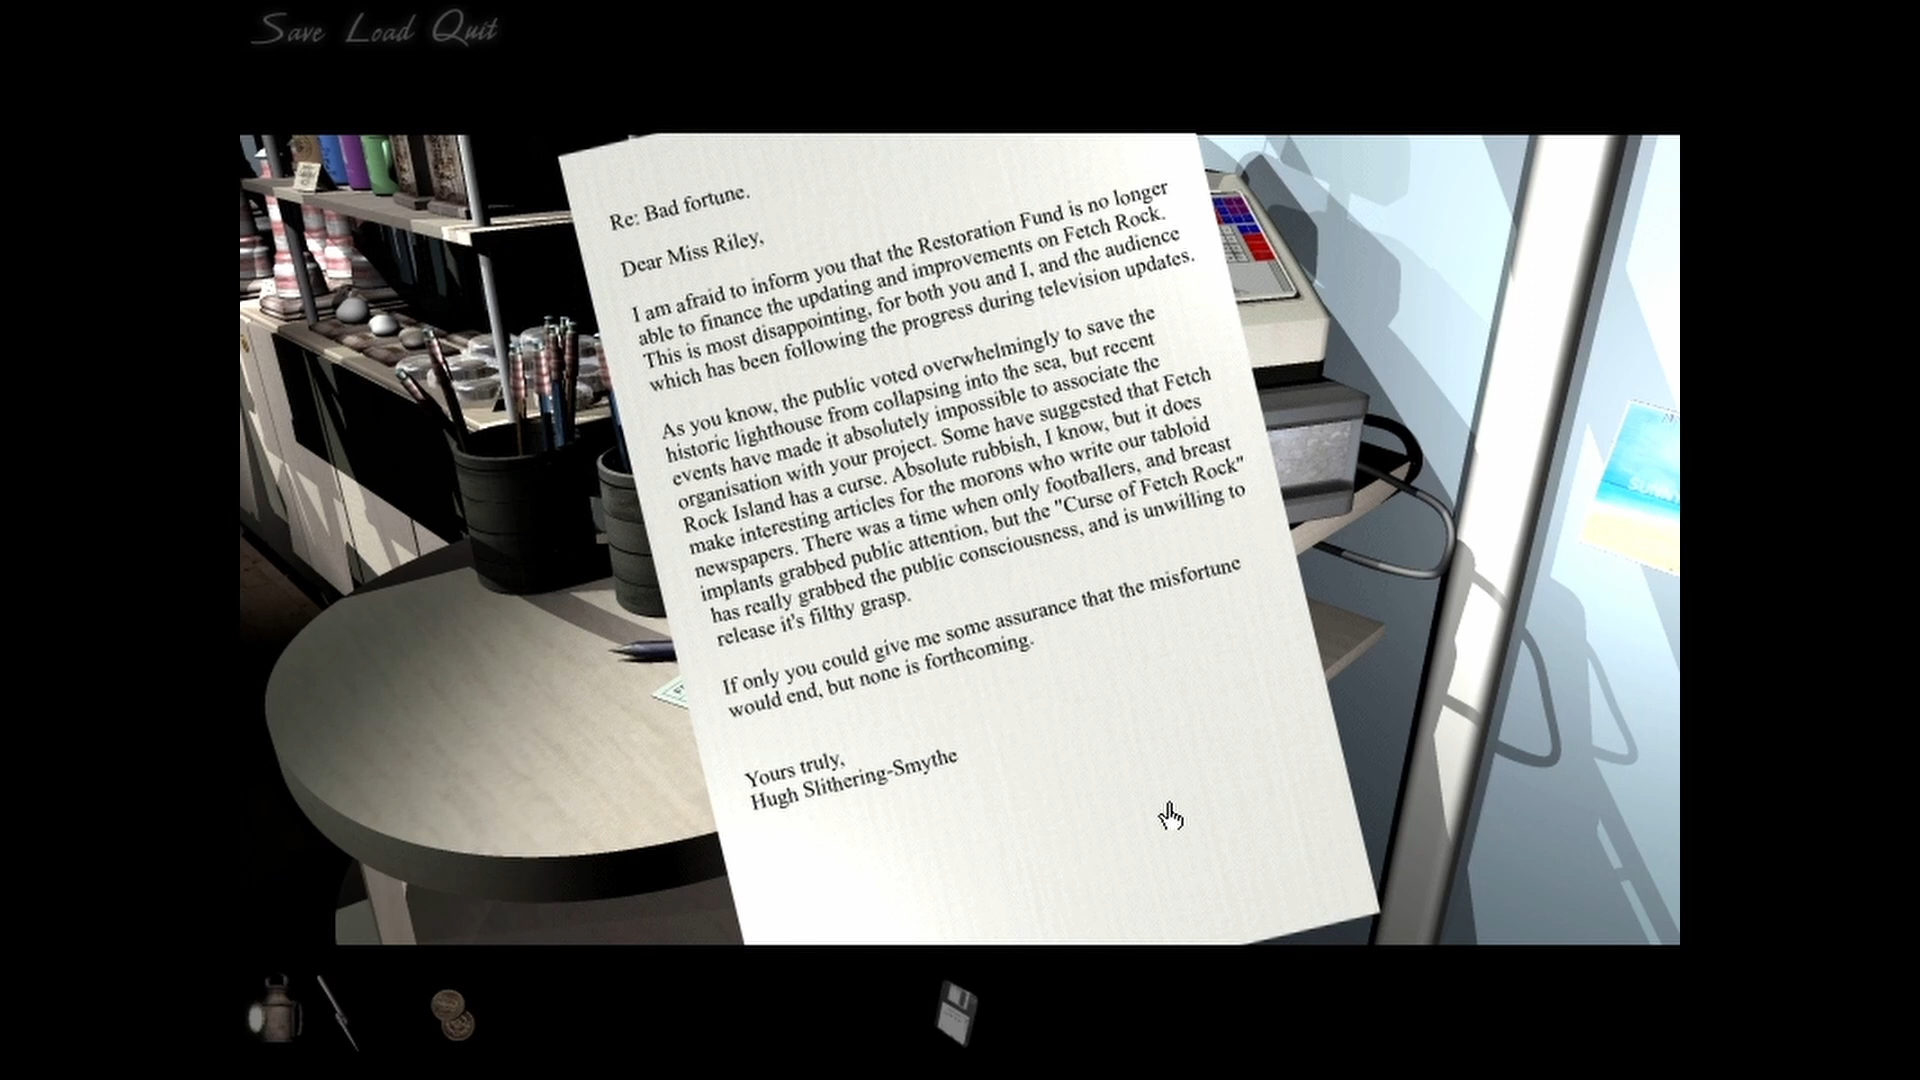 Save Load Quit
Re: Bad fortune.
Dear Miss Riley,
I am afraid to inform you that the Restoration Fund is no longer
able to finance the updating and improvements on Fetch Rock.
This is most disappointing, for both you and I, and the audience
which has been following the progress during television updates.
As you know, the public voted overwhelmingly to save the
historic lighthouse from collapsing into the sea, but recent
events have made it absolutely impossible to associate the
organisation with your project. Some have suggested that Fetch
Rock Island has a curse. Absolute rubbish, I know, but it does
make interesting articles for the morons who write our tabloid
newspapers. There was a time when only footballers, and breast
implants grabbed public attention, but the "Curse of Fetch Rock"
has really grabbed the public consciousness, and is unwilling to
release it's filthy grasp.
If only you could give me some assurance that the misfortune
would end, but none is forthcoming.
Yours truly,
Hugh Slithering-Smythe